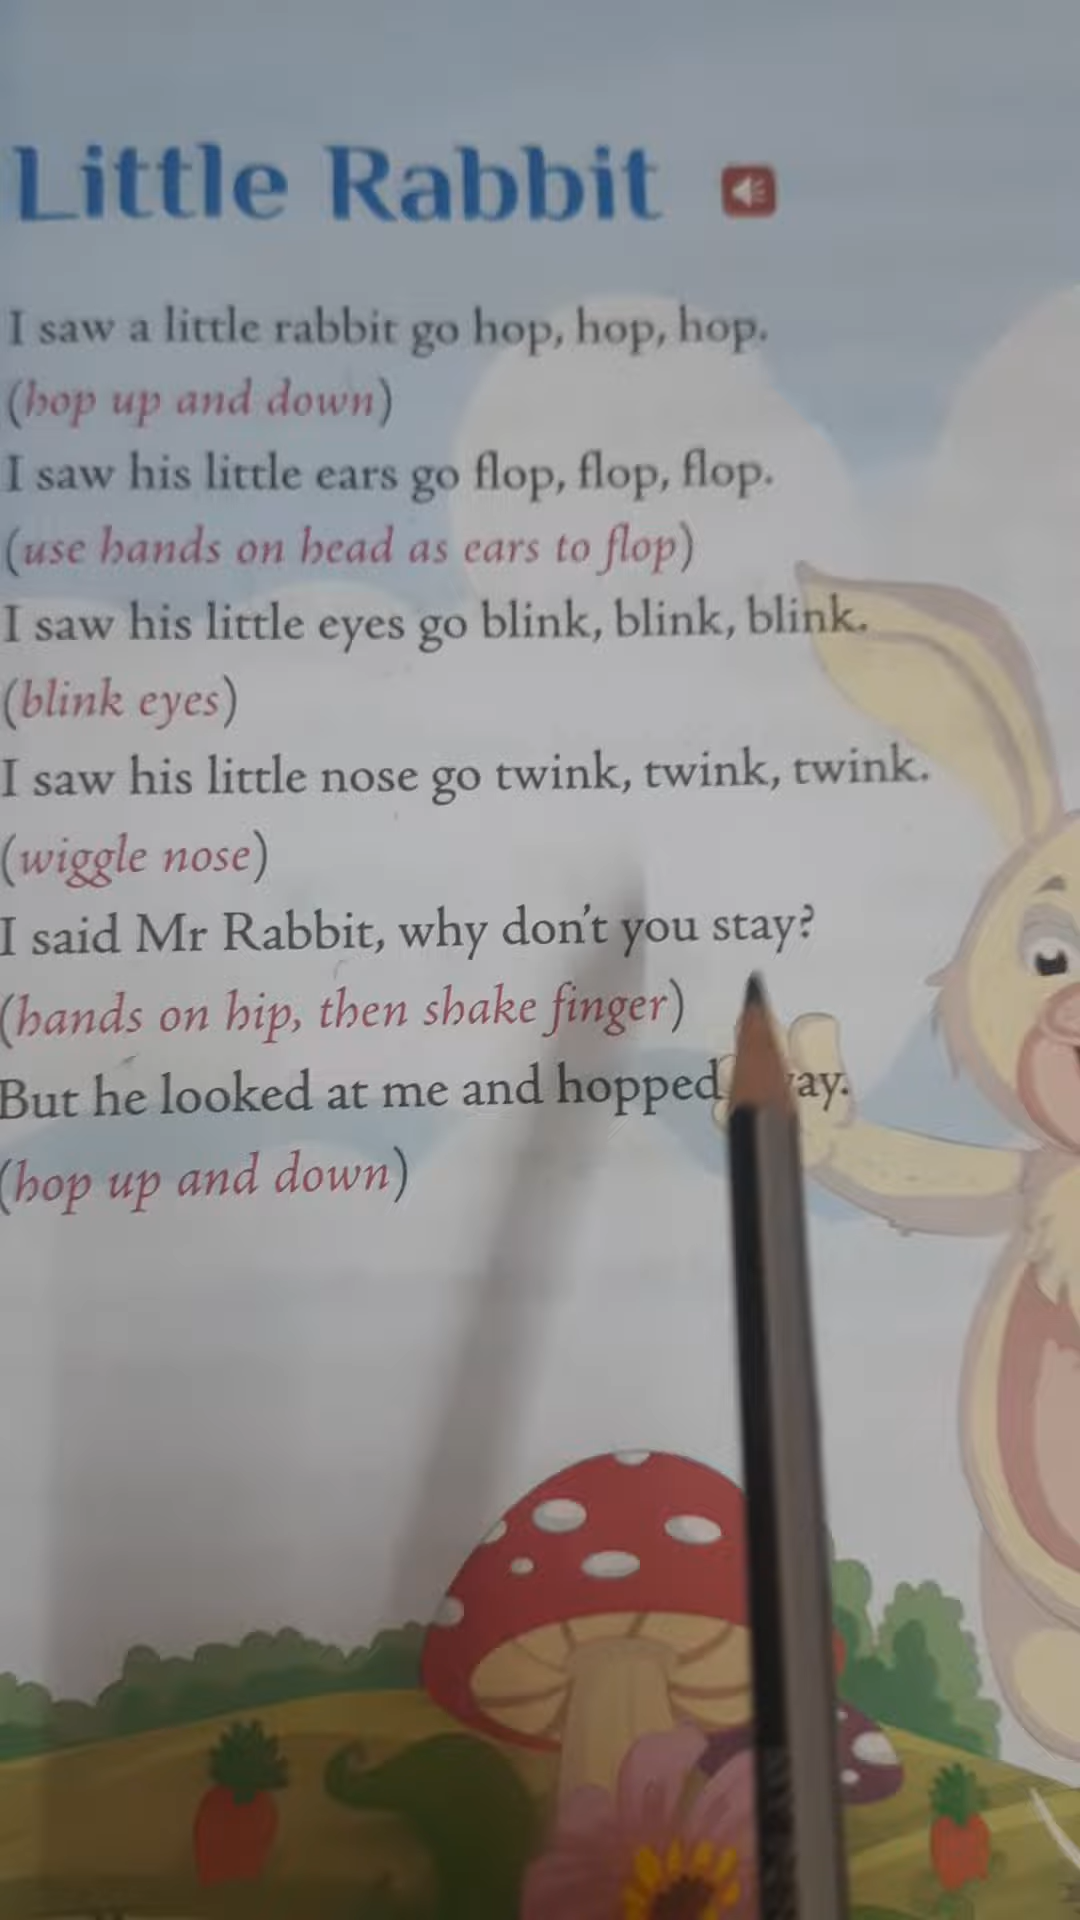 Little Rabbit
I saw a little rabbit go hop, hop, hop.
(hop up and down)
I saw his little ears go flop, flop, flop.
(use hands on head as ears to flop)
I saw his little eyes go blink, blink, blink.
(blink eyes)
I saw his little nose go twink, twink, twink.
(wiggle nose)
I said Mr Rabbit, why don't you stay?
(hands on hip, then shake finger)
But he looked at me and hopped
(hop up and down)